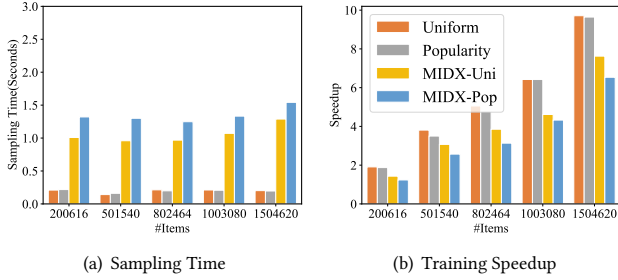 3.0
2.5
2.0
1.5
1.0
0.5
0.0
Sampling Time(Seconds)
200616 501540 802464 1003080 1504620
#Items
(a) Sampling Time
10
8
6
4
2
0
Speedup
Uniform
Popularity
MIDX-Uni
MIDX-Pop
200616 501540 802464 1003080 1504620
#Items
(b) Training Speedup